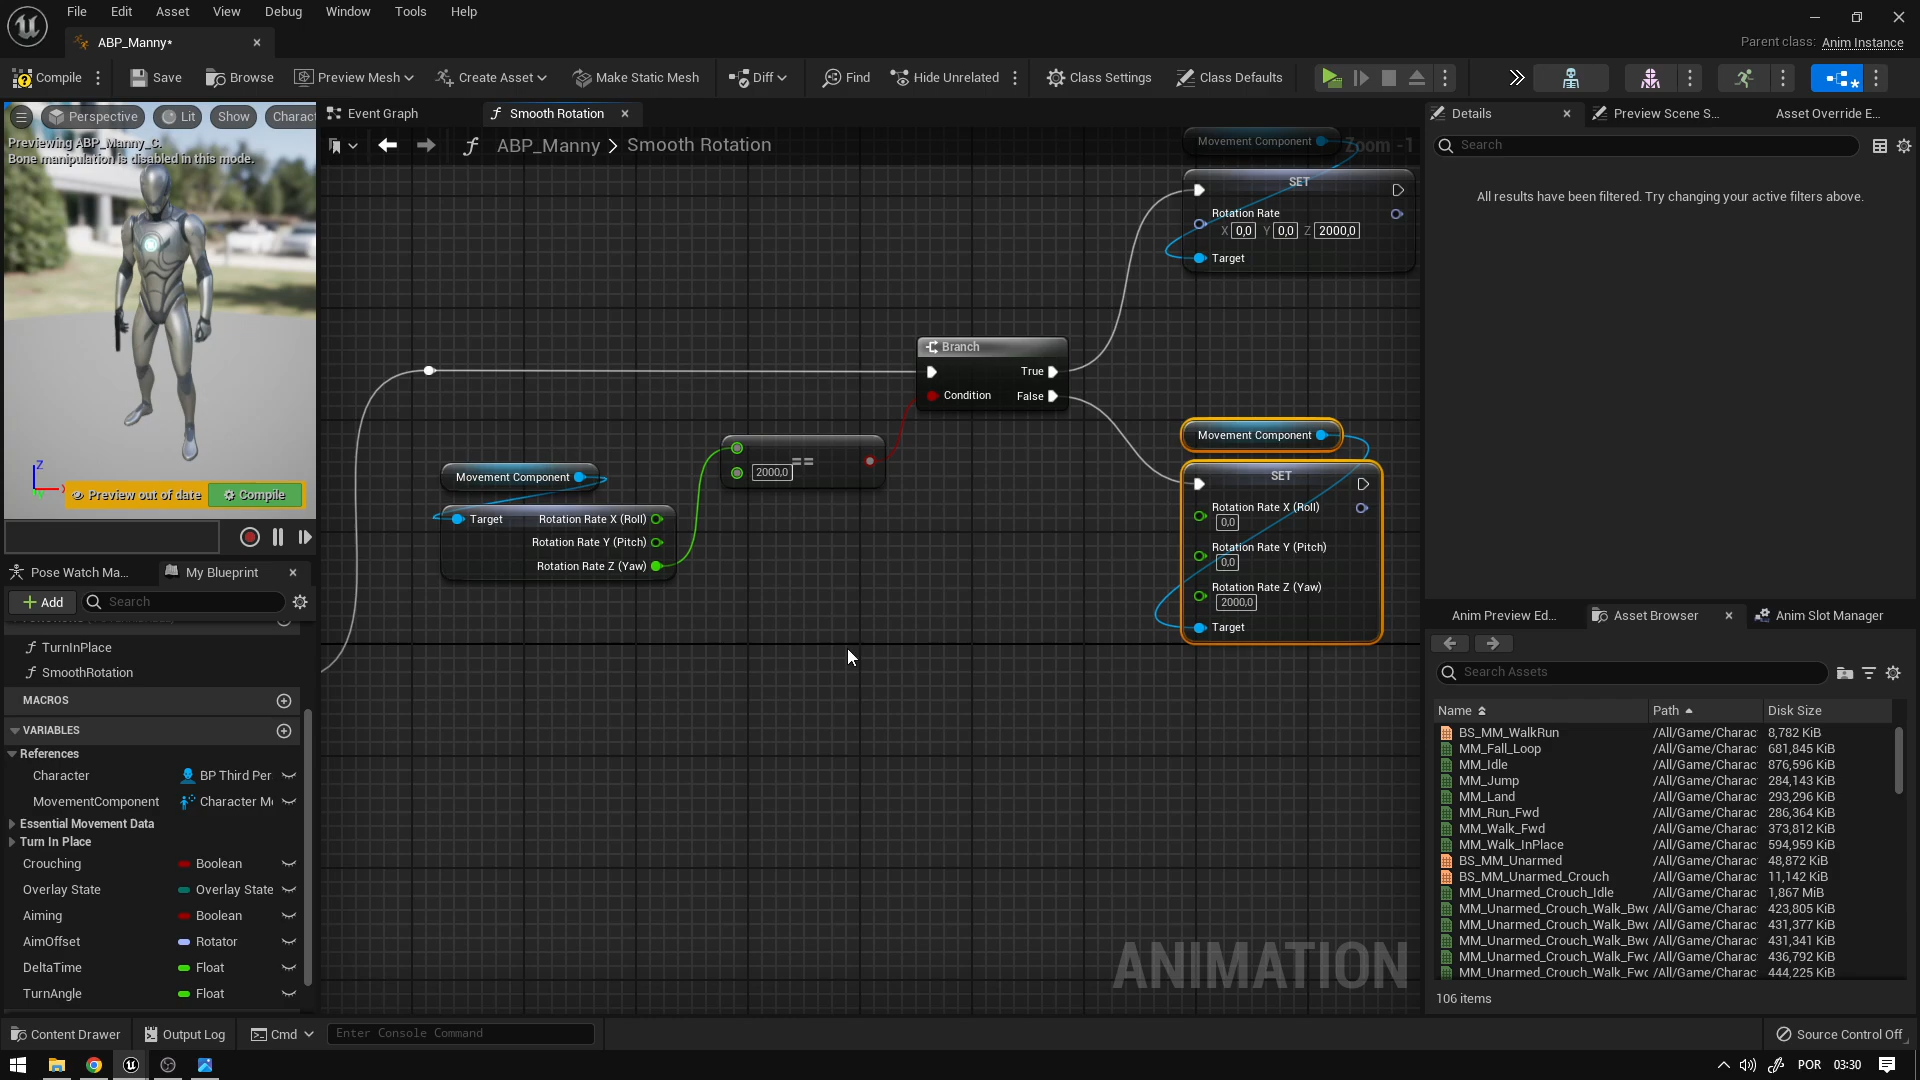 File Edit Asset View Debug Window Tools Help
ABP_Manny*
Parent class: Anim Instance
Compile Save Browse Preview Mesh Create Asset Make Static Mesh Diff Find Hide Unrelated Class Settings Class Defaults
Perspective Lit Show Charact
Previewing ABP_Manny_C.
Bone manipulation is disabled in this mode.
Z
X
Preview out of date Compile
Event Graph Smooth Rotation
ABP_Manny > Smooth Rotation
Zoom -1
Movement Component
SET
Rotation Rate
X 0,0 Y 0,0 Z 2000,0
Target
Branch
True
Condition False
Movement Component
SET
Rotation Rate X (Roll)
0,0
Rotation Rate Y (Pitch)
0,0
Rotation Rate Z (Yaw)
2000,0
Target
==
2000,0
Movement Component
Target Rotation Rate X (Roll)
Rotation Rate Y (Pitch)
Rotation Rate Z (Yaw)
ANIMATION
Pose Watch Ma... My Blueprint
Add Search
TurnInPlace
SmoothRotation
MACROS
VARIABLES
References
Character BP Third Per
MovementComponent Character Mo
Essential Movement Data
Turn In Place
Crouching Boolean
Overlay State Overlay State
Aiming Boolean
AimOffset Rotator
DeltaTime Float
TurnAngle Float
Details Preview Scene S... Asset Override E...
Search
All results have been filtered. Try changing your active filters above.
Anim Preview Ed... Asset Browser Anim Slot Manager
Search Assets
Name Path Disk Size
BS_MM_WalkRun /All/Game/Charac 8,782 KiB
MM_Fall_Loop /All/Game/Charac 681,845 KiB
MM_Idle /All/Game/Charac 876,596 KiB
MM_Jump /All/Game/Charac 284,143 KiB
MM_Land /All/Game/Charac 293,296 KiB
MM_Run_Fwd /All/Game/Charac 286,364 KiB
MM_Walk_Fwd /All/Game/Charac 373,812 KiB
MM_Walk_InPlace /All/Game/Charac 594,959 KiB
BS_MM_Unarmed /All/Game/Charac 48,872 KiB
BS_MM_Unarmed_Crouch /All/Game/Charac 11,142 KiB
MM_Unarmed_Crouch_Idle /All/Game/Charac 1,867 MiB
MM_Unarmed_Crouch_Walk_Bwc /All/Game/Charac 423,805 KiB
MM_Unarmed_Crouch_Walk_Bwc /All/Game/Charac 431,377 KiB
MM_Unarmed_Crouch_Walk_Bwc /All/Game/Charac 431,341 KiB
MM_Unarmed_Crouch_Walk_Fwc /All/Game/Charac 436,792 KiB
MM_Unarmed_Crouch_Walk_Fwc /All/Game/Charac 444,225 KiB
106 items
Content Drawer Output Log Cmd Enter Console Command Source Control Off
POR 03:30